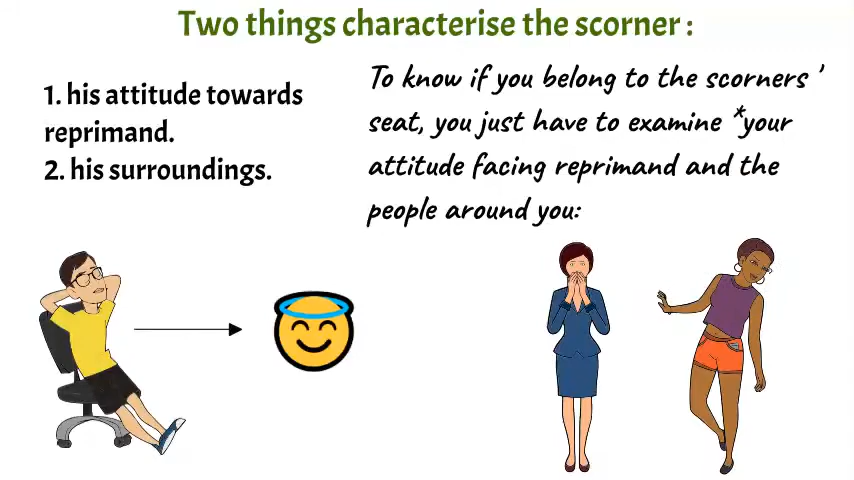 Two things characterise the scorner :
1. his attitude towards
reprimand.
2. his surroundings.
To know if you belong to the scorners '
seat, you just have to examine *your
attitude facing reprimand and the
people around you: